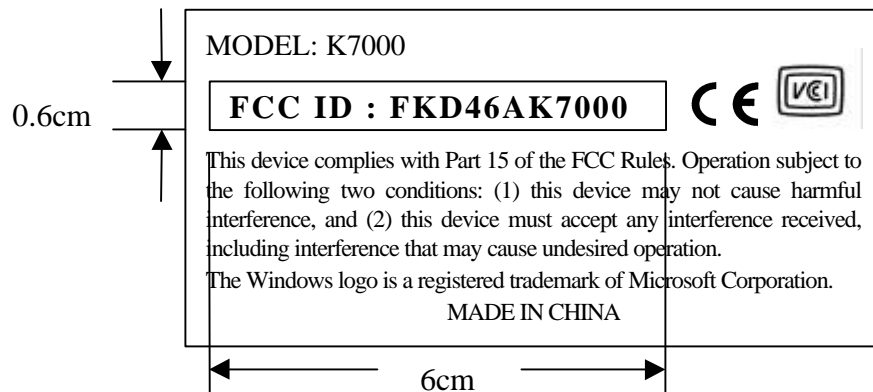 MODEL: K7000
0.6cm
FCC ID : FKD46AK7000 CE VCI
This device complies with Part 15 of the FCC Rules. Operation subject to
the following two conditions: (1) this device may not cause harmful
interference, and (2) this device must accept any interference received,
including interference that may cause undesired operation.
The Windows logo is a registered trademark of Microsoft Corporation.
MADE IN CHINA
6cm